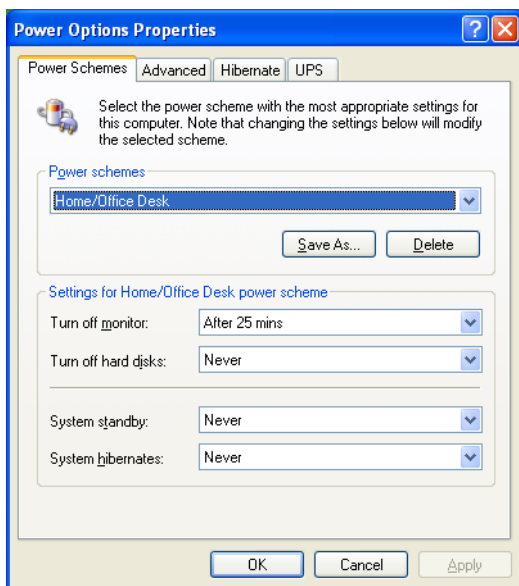 Power Options Properties
Power Schemes Advanced Hibernate UPS
Select the power scheme with the most appropriate settings for
this computer. Note that changing the settings below will modify
the selected scheme.
Power schemes
Home/Office Desk
Save As... Delete
Settings for Home/Office Desk power scheme
Turn off monitor: After 25 mins
Turn off hard disks: Never
System standby: Never
System hibernates: Never
OK Cancel Apply